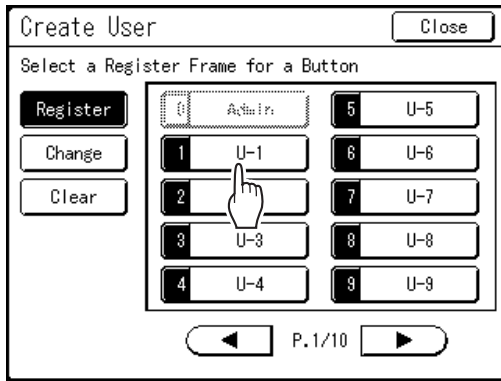 Create User Close
Select a Register Frame for a Button
Register 0 Admin 5 U-5
Change 1 U-1 6 U-6
Clear 2 7 U-7
3 U-3 8 U-8
4 U-4 9 U-9
P.1/10